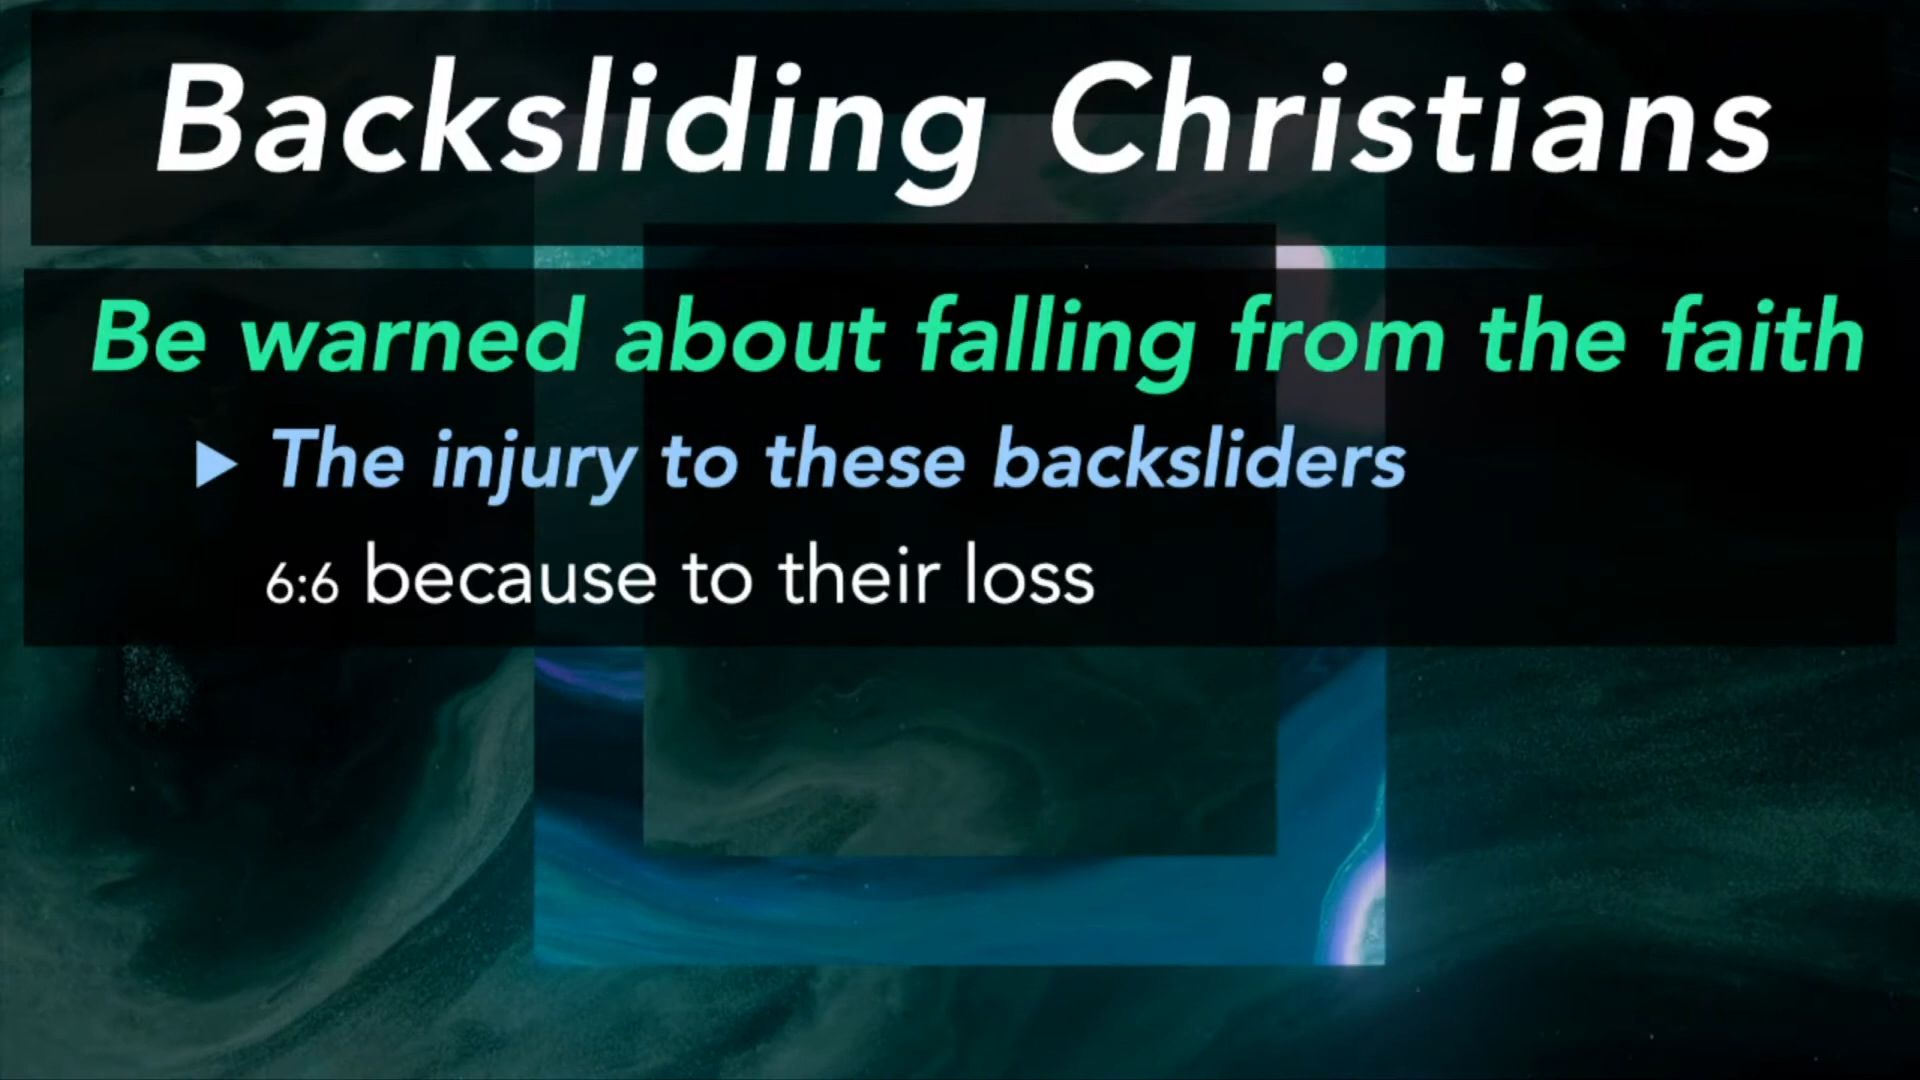 Backsliding Christians
Be warned about falling from the faith
▶ The injury to these backsliders
6:6 because to their loss